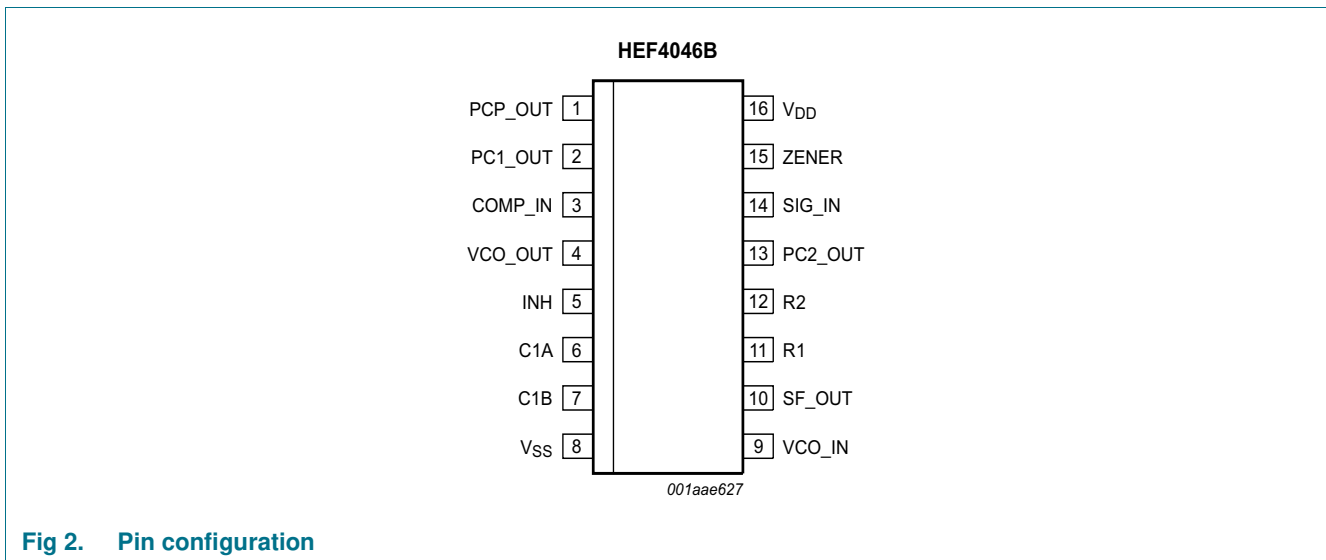 HEF4046B
PCP_OUT 1
PC1_OUT 2
COMP_IN 3
VCO_OUT 4
INH 5
C1A 6
C1B 7
VSS 8
16 VDD
15 ZENER
14 SIG_IN
13 PC2_OUT
12 R2
11 R1
10 SF_OUT
9 VCO_IN
001aae627
Fig 2. Pin configuration